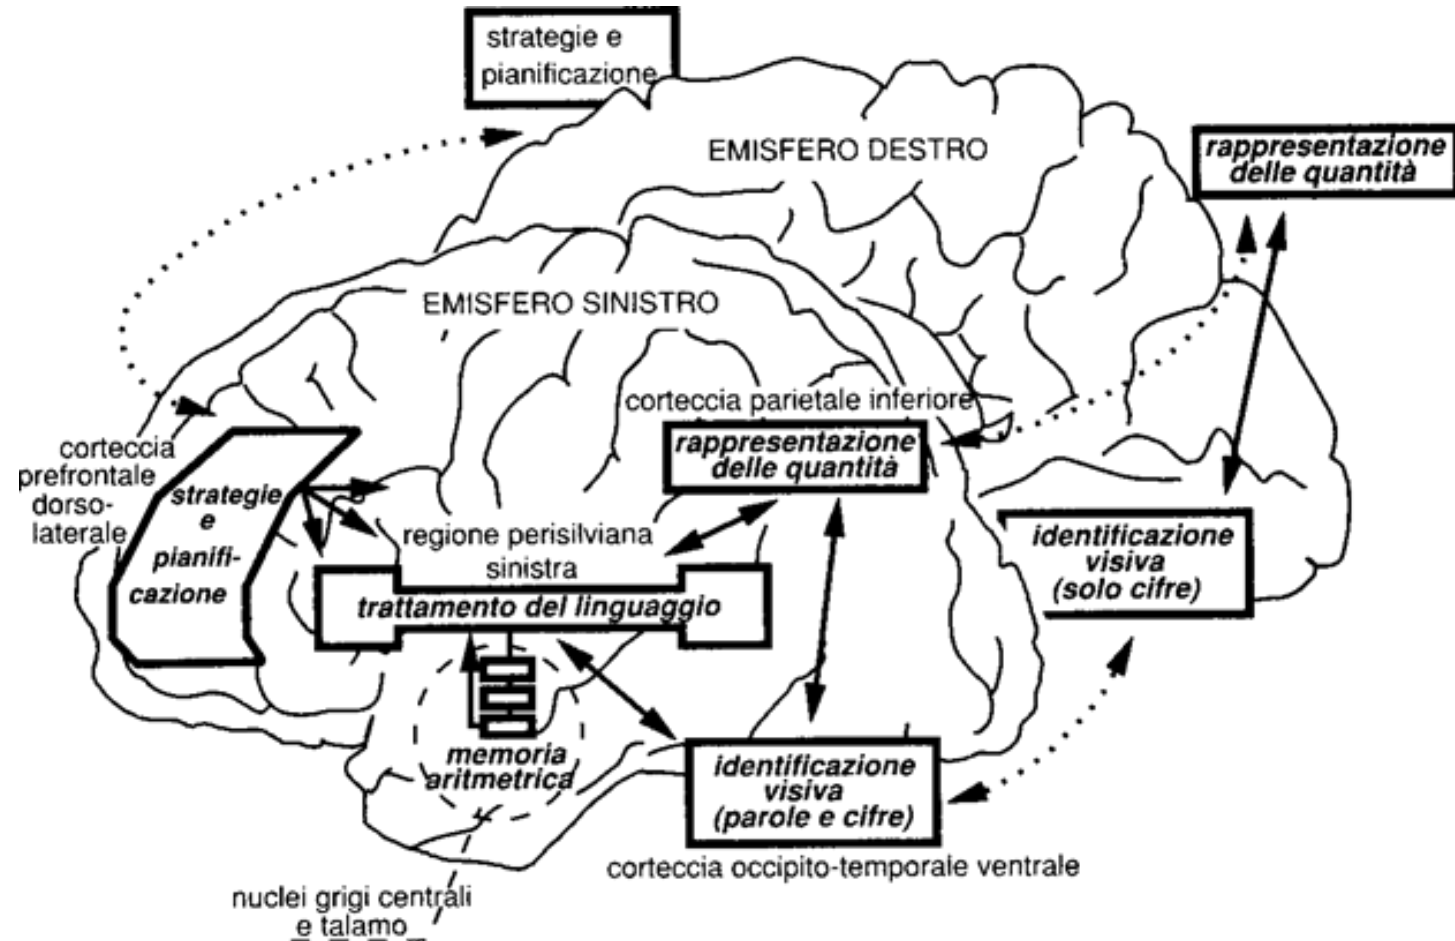 strategie e
pianificazione
EMISFERO DESTRO
rappresentazione
delle quantità
EMISFERO SINISTRO
corteccia parietale inferiore
rappresentazione
delle quantità
corteccia
prefrontale
dorso-
laterale
strategie
e
pianifi-
cazione
regione perisilviana
sinistra
trattamento del linguaggio
identificazione
visiva
(solo cifre)
memoria
aritmetrica
identificazione
visiva
(parole e cifre)
corteccia occipito-temporale ventrale
nuclei grigi centrali
e talamo